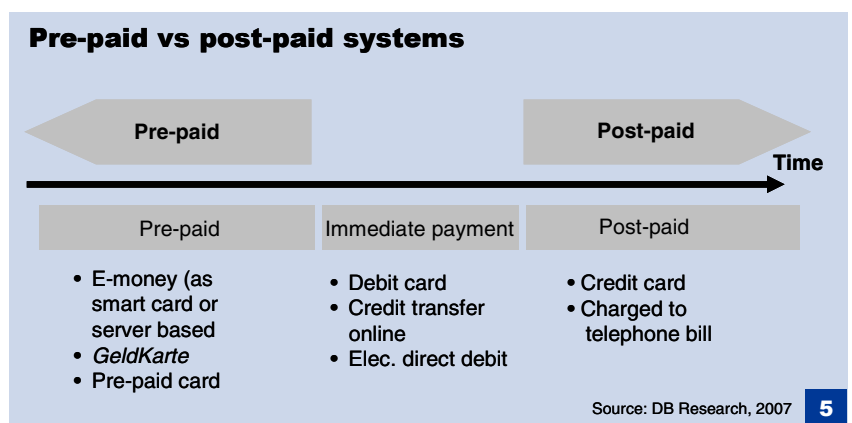 Pre-paid vs post-paid systems
Pre-paid
Post-paid
Time
Pre-paid
Immediate payment
Post-paid
• E-money (as
smart card or
server based
• GeldKarte
• Pre-paid card
• Debit card
• Credit transfer
online
• Elec. direct debit
• Credit card
• Charged to
telephone bill
Source: DB Research, 2007
5